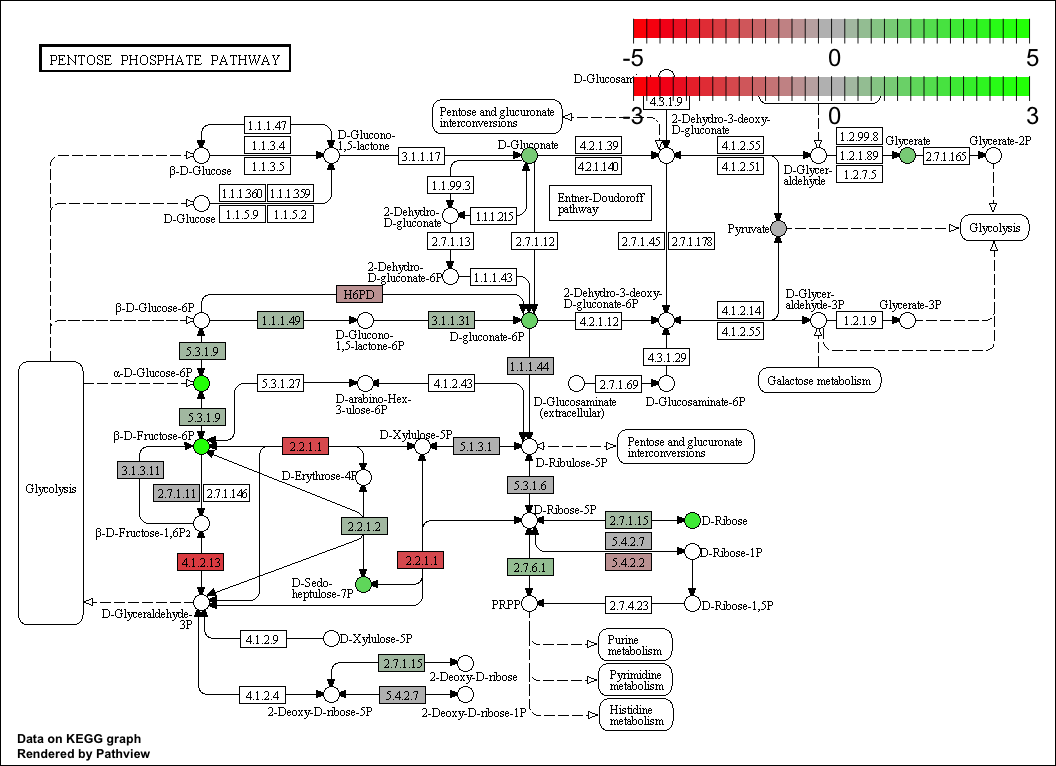 PENTOSE PHOSPHATE PATHWAY
-5
0
5
-3
0
3
D-Glucosami
4.3.1.9
Pentose and glucuronate
interconversions
2-Dehydro-3-deoxy-
D-gluconate
1.1.1.47
1.1.3.4
1.1.3.5
D-Glucono-
1,5-lactone
β-D-Glucose
3.1.1.17
D-Gluconate
4.2.1.39
4.2.1.140
4.1.2.55
4.1.2.51
D-Glycer-
aldehyde
1.2.99.8
1.2.1.89
1.2.7.5
Glycerate
2.7.1.165
Glycerate-2P
1.1.1.360
1.1.1.359
1.1.5.9
1.1.5.2
D-Glucose
1.1.99.3
2-Dehydro-
D-gluconate
1.1.1.215
Entner-Doudoroff
pathway
2.7.1.13
2.7.1.12
2.7.1.45
2.7.1.178
Pyruvate
Glycolysis
2-Dehydro-
D-gluconate-6P
1.1.1.43
H6PD
β-D-Glucose-6P
1.1.1.49
D-Glucono-
1,5-lactone-6P
3.1.1.31
D-gluconate-6P
2-Dehydro-3-deoxy-
D-gluconate-6P
4.2.1.12
4.1.2.14
4.1.2.55
D-Glycer-
aldehyde-3P
1.2.1.9
Glycerate-3P
5.3.1.9
1.1.1.44
4.3.1.29
α-D-Glucose-6P
5.3.1.27
D-arabino-Hex-
3-ulose-6P
4.1.2.43
D-Glucosaminate
(extracellular)
2.7.1.69
D-Glucosaminate-6P
Galactose metabolism
5.3.1.9
β-D-Fructose-6P
2.2.1.1
D-Xylulose-5P
5.1.3.1
D-Ribulose-5P
Pentose and glucuronate
interconversions
3.1.3.11
2.7.1.11
2.7.1.146
D-Erythrose-4P
5.3.1.6
Glycolysis
β-D-Fructose-1,6P2
2.2.1.2
D-Ribose-5P
2.7.1.15
D-Ribose
5.4.2.7
5.4.2.2
D-Ribose-1P
4.1.2.13
2.2.1.1
2.7.6.1
D-Sedo-
heptulose-7P
D-Glyceraldehyde-
3P
PRPP
2.7.4.23
D-Ribose-1,5P
4.1.2.9
D-Xylulose-5P
Purine
metabolism
2.7.1.15
2-Deoxy-D-ribose
Pyrimidine
metabolism
4.1.2.4
2-Deoxy-D-ribose-5P
5.4.2.7
2-Deoxy-D-ribose-1P
Histidine
metabolism
Data on KEGG graph
Rendered by Pathview